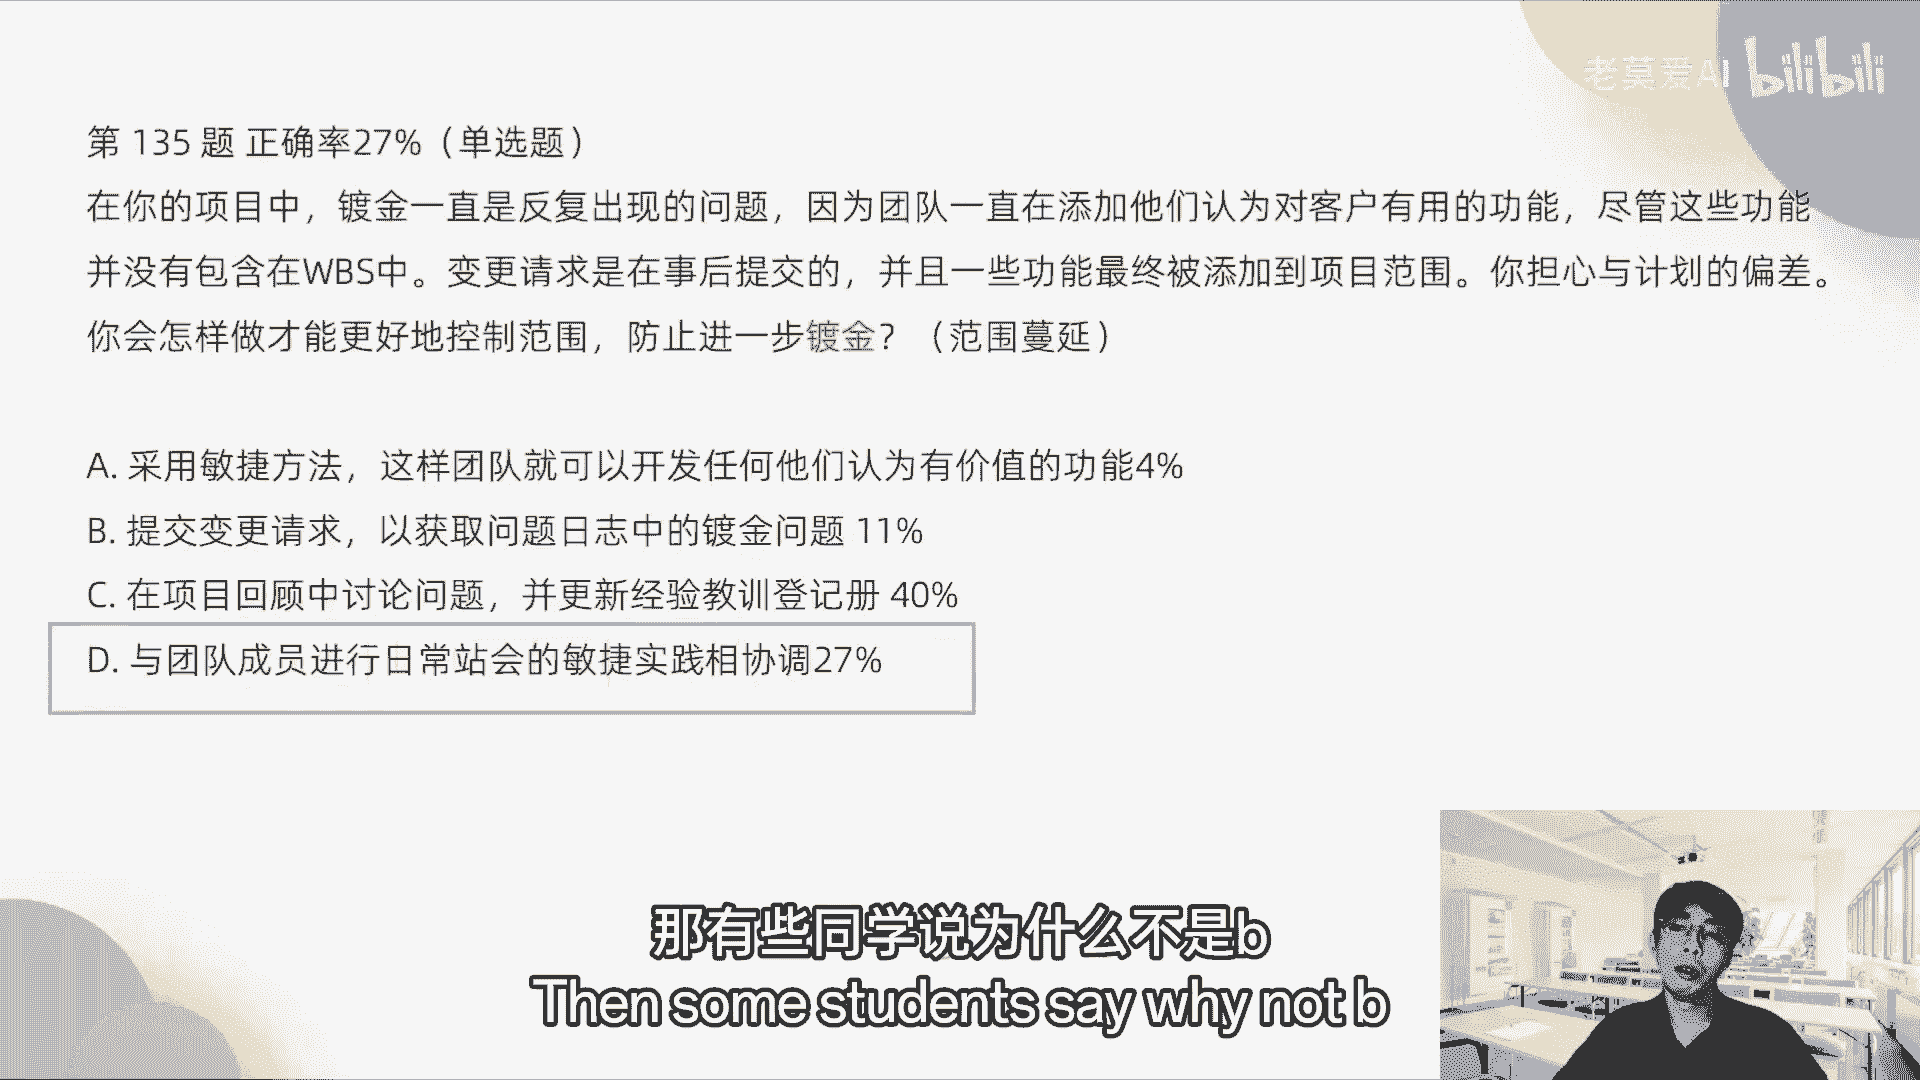 老莫爱AI bilibili
第 135 题 正确率27%（单选题）
在你的项目中，镀金一直是反复出现的问题，因为团队一直在添加他们认为对客户有用的功能，尽管这些功能
并没有包含在WBS中。变更请求是在事后提交的，并且一些功能最终被添加到项目范围。你担心与计划的偏差。
你会怎样做才能更好地控制范围，防止进一步镀金？（范围蔓延）
A. 采用敏捷方法，这样团队就可以开发任何他们认为有价值的功能4%
B. 提交变更请求，以获取问题日志中的镀金问题 11%
C. 在项目回顾中讨论问题，并更新经验教训登记册 40%
D. 与团队成员进行日常站会的敏捷实践相协调27%
那有些同学说为什么不是b
Then some students say why not b